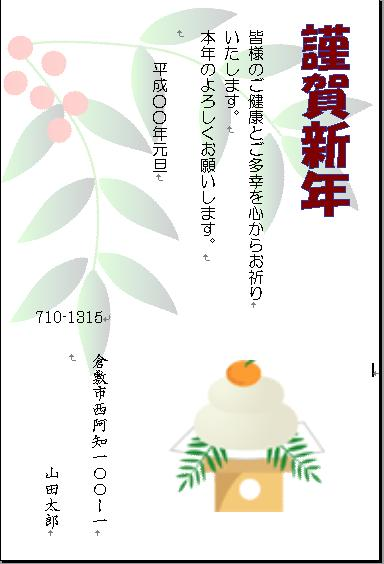 謹賀新年
皆様のご健康とご多幸を心からお祈り
いたします。
本年のよろしくお願いします。
平成〇〇年元旦
710-1315
倉敷市西阿知一〇〇ー一
山田太郎